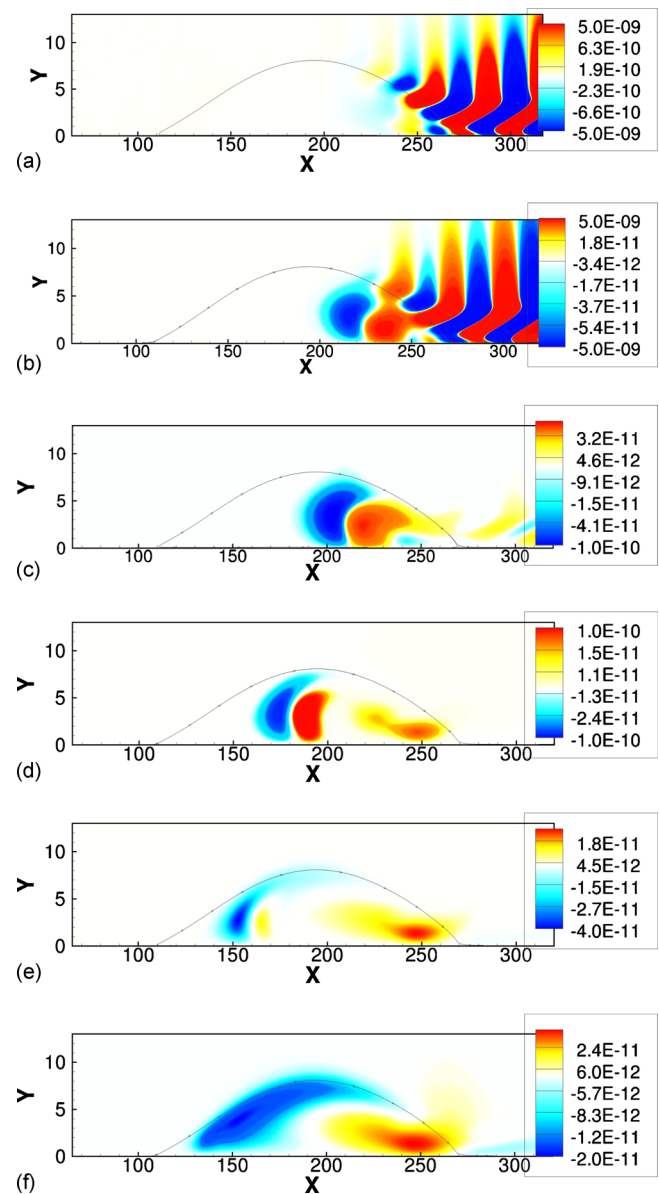 5.0E-09
6.3E-10
1.9E-10
-2.3E-10
-6.6E-10
-5.0E-09
10
5
0
Y
100 150 200 250 300
X
(a)
5.0E-09
1.8E-11
-3.4E-12
-1.7E-11
-3.7E-11
-5.4E-11
-5.0E-09
10
5
0
Y
100 150 200 250 300
X
(b)
3.2E-11
4.6E-12
-9.1E-12
-1.5E-11
-4.1E-11
-1.0E-10
10
5
0
Y
100 150 200 250 300
X
(c)
1.0E-10
1.5E-11
1.1E-11
-1.3E-11
-2.4E-11
-1.0E-10
10
5
0
Y
100 150 200 250 300
X
(d)
1.8E-11
4.5E-12
-1.5E-11
-2.7E-11
-4.0E-11
10
5
0
Y
100 150 200 250 300
X
(e)
2.4E-11
6.0E-12
-5.7E-12
-8.3E-12
-1.2E-11
-2.0E-11
10
5
0
Y
100 150 200 250 300
X
(f)